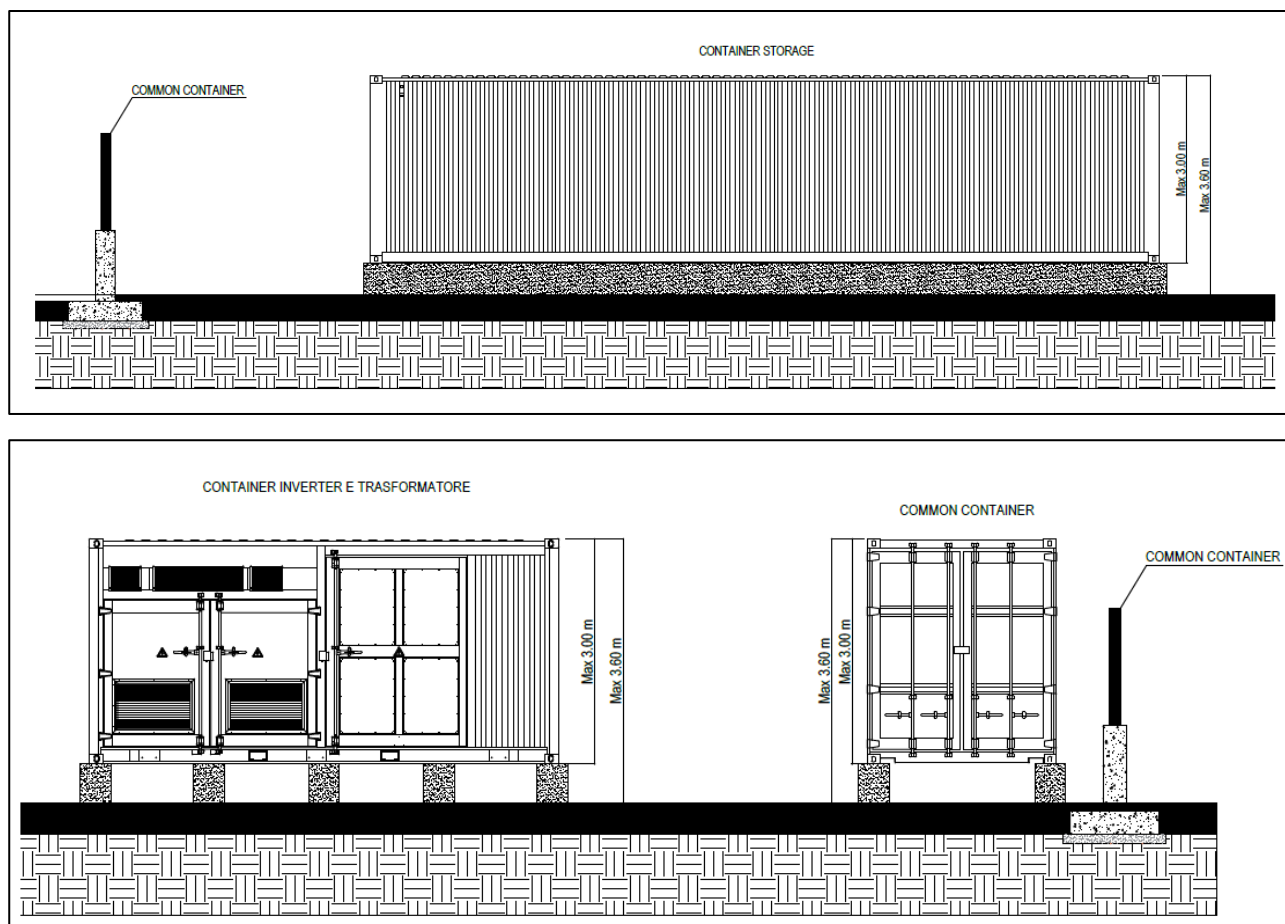 CONTAINER STORAGE
COMMON CONTAINER
Max 3.00 m
Max 3.60 m
CONTAINER INVERTER E TRASFORMATORE
COMMON CONTAINER
COMMON CONTAINER
Max 3.00 m
Max 3.60 m
Max 3.60 m
Max 3.00 m